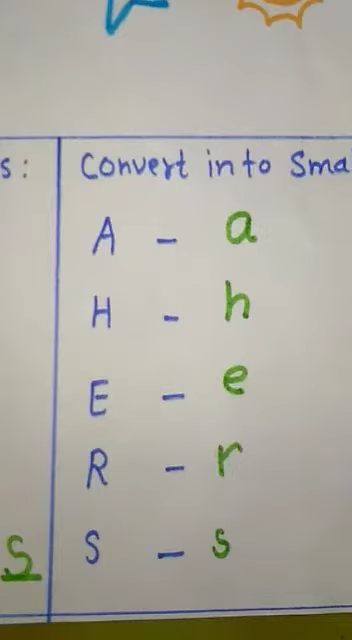 s:
Convert into Sma
A - a
H - h
E - e
R - r
S
S - s